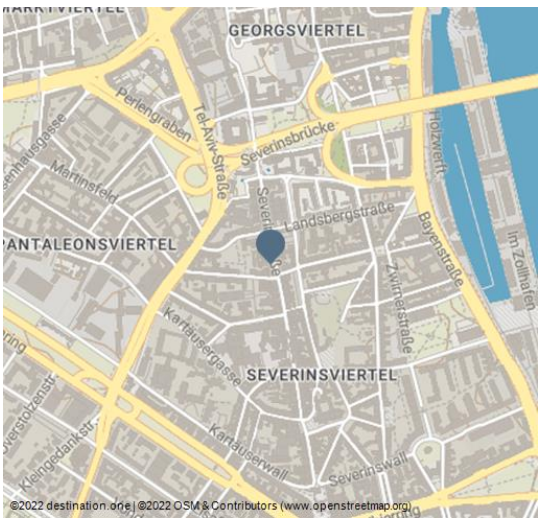 MARKTVIERTEL
GEORGSVIERTEL
Perlengraben
Tel-Aviv-Straße
Severinsbrücke
Holzwerft
Martinsfeld
Landsbergstraße
PANTALEONSVIERTEL
Bayenstraße
Im Zollhafen
Zwirnerstraße
Kartäusergasse
SEVERINSVIERTEL
Overstolzenstr.
Kleingedankstr.
Kartäuserwall
Severinswall
©2022 destination.one | ©2022 OSM & Contributors (www.openstreetmap.org)